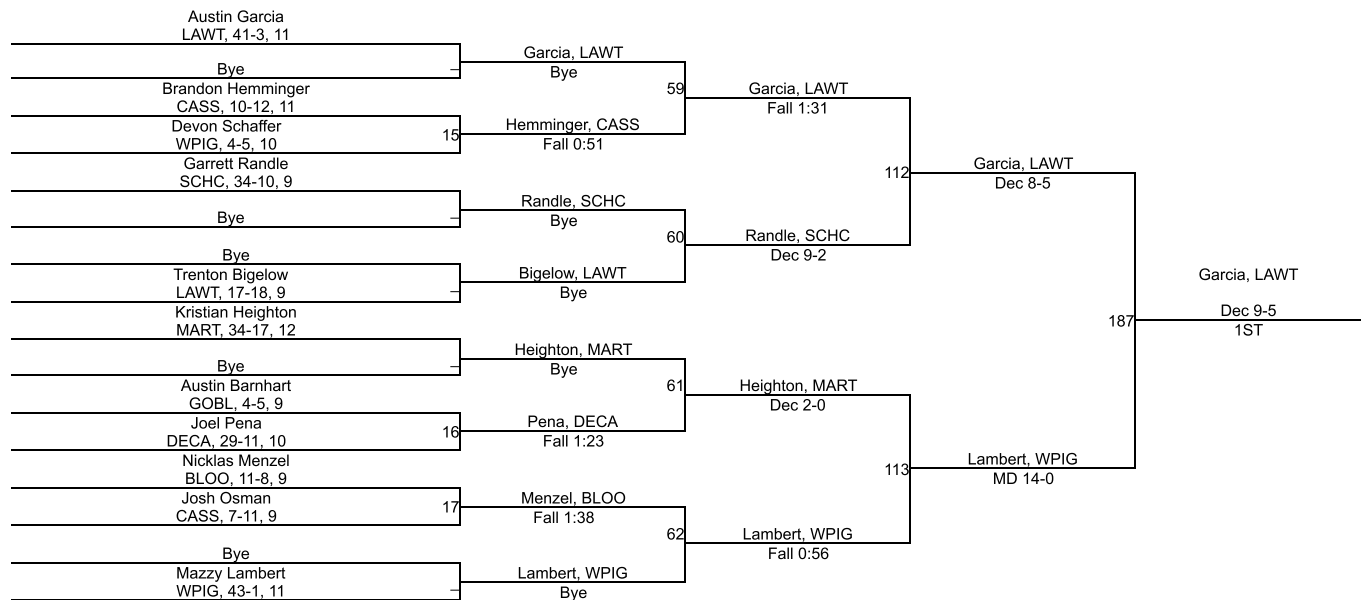 Austin Garcia
LAWT, 41-3, 11
Bye
Brandon Hemminger
CASS, 10-12, 11
Devon Schaffer
WPIG, 4-5, 10
Garrett Randle
SCHC, 34-10, 9
Bye
Bye
Trenton Bigelow
LAWT, 17-18, 9
Kristian Heighton
MART, 34-17, 12
Bye
Austin Barnhart
GOBL, 4-5, 9
Joel Pena
DECA, 29-11, 10
Nicklas Menzel
BLOO, 11-8, 9
Josh Osman
CASS, 7-11, 9
Bye
Mazzy Lambert
WPIG, 43-1, 11
–
15
–
–
–
16
17
–
Garcia, LAWT
Bye
Hemminger, CASS
Fall 0:51
Randle, SCHC
Bye
Bigelow, LAWT
Bye
Heighton, MART
Bye
Pena, DECA
Fall 1:23
Menzel, BLOO
Fall 1:38
Lambert, WPIG
Bye
59
60
61
62
Garcia, LAWT
Fall 1:31
Randle, SCHC
Dec 9-2
Heighton, MART
Dec 2-0
Lambert, WPIG
Fall 0:56
112
113
Garcia, LAWT
Dec 8-5
Lambert, WPIG
MD 14-0
187
Garcia, LAWT
Dec 9-5
1ST